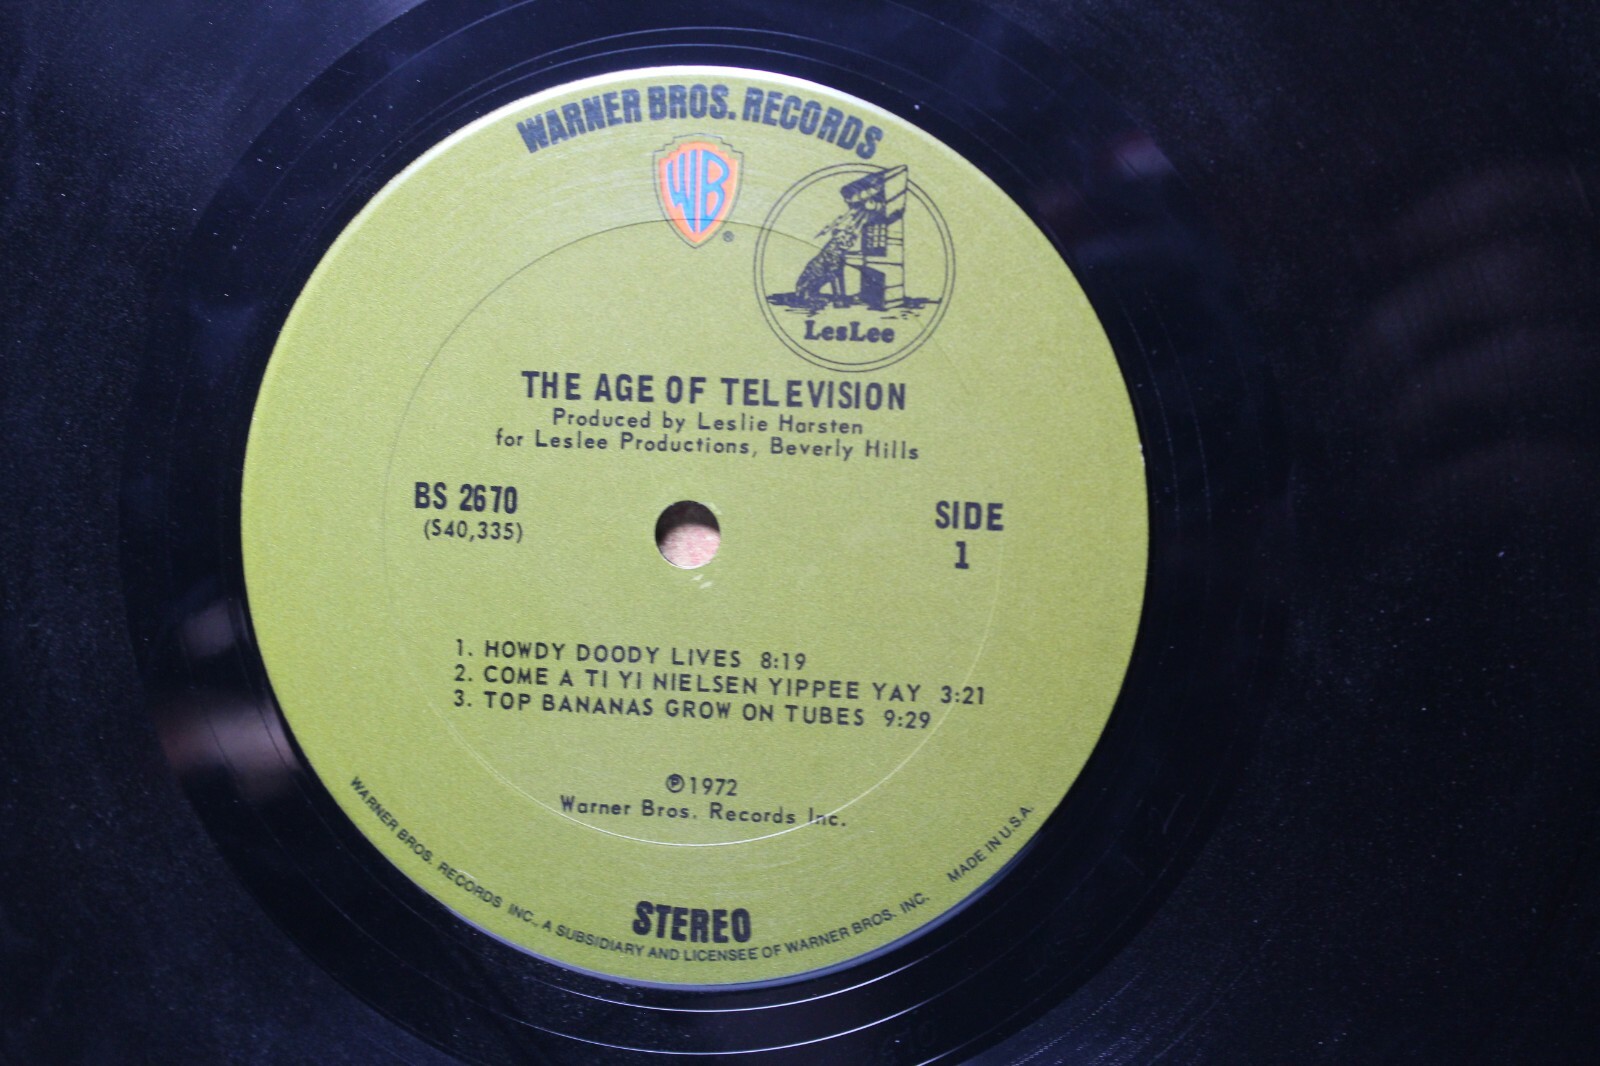 WARNER BROS. RECORDS
WB
®
LesLee
THE AGE OF TELEVISION
Produced by Leslie Harsten
for Leslee Productions, Beverly Hills
BS 2670
(S40,335)
SIDE
1
1. HOWDY DOODY LIVES 8:19
2. COME A TI YI NIELSEN YIPPEE YAY 3:21
3. TOP BANANAS GROW ON TUBES 9:29
℗1972
Warner Bros. Records Inc.
STEREO
WARNER BROS. RECORDS INC., A SUBSIDIARY AND LICENSEE OF WARNER BROS. INC. MADE IN U.S.A.